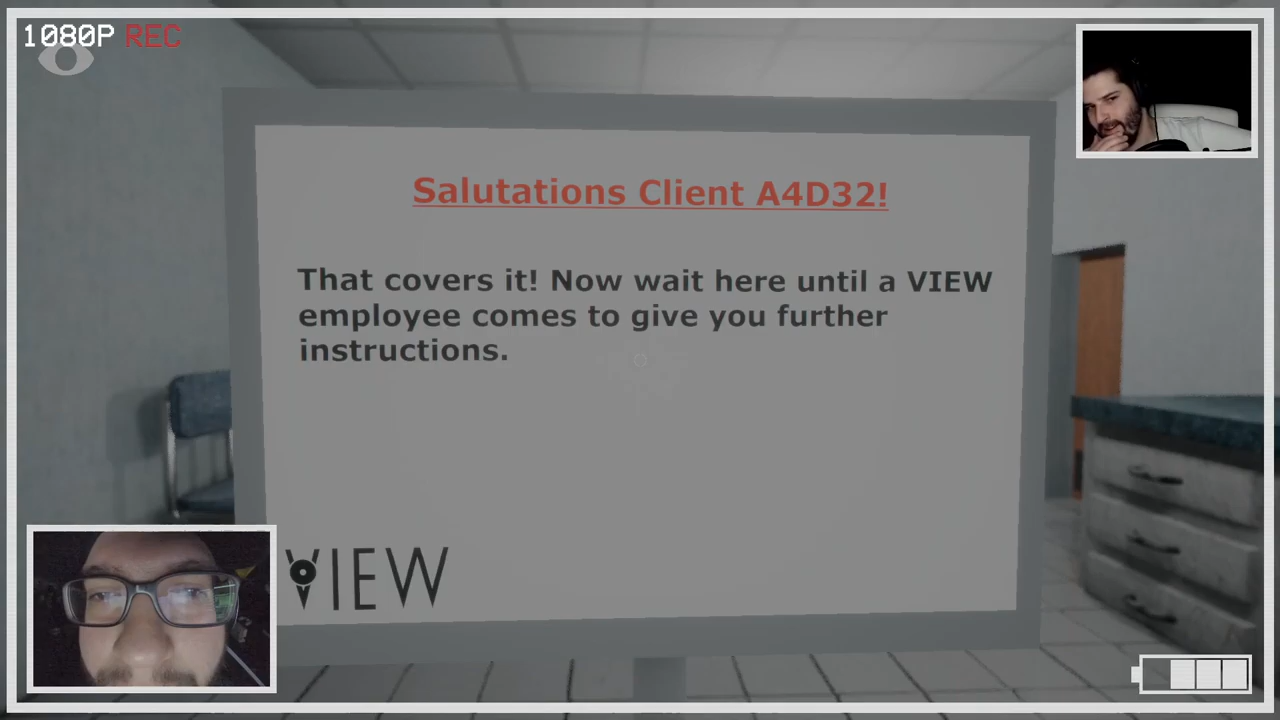 1080P REC
Salutations Client A4D32!
That covers it! Now wait here until a VIEW
employee comes to give you further
instructions.
VIEW